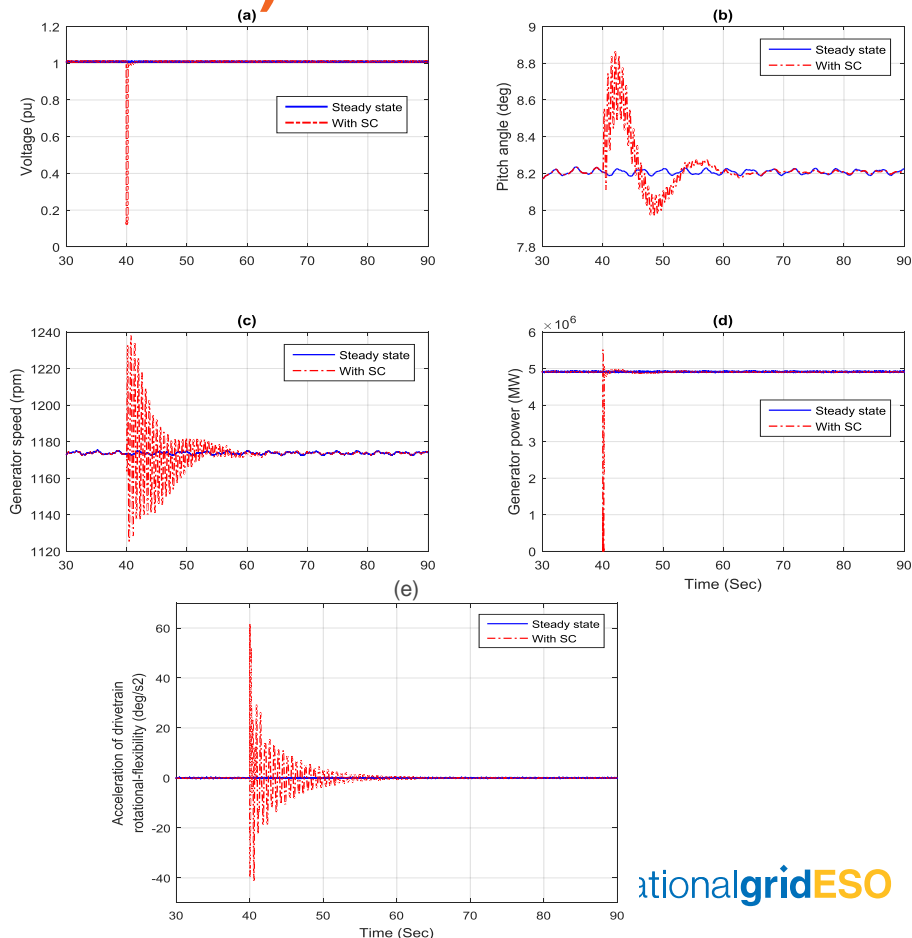 (a)
1.2
1
0.8
0.6
0.4
0.2
0
Voltage (pu)
Steady state
With SC
30 40 50 60 70 80 90
(b)
9
8.8
8.6
8.4
8.2
8
7.8
Pitch angle (deg)
Steady state
With SC
30 40 50 60 70 80 90
(c)
1240
1220
1200
1180
1160
1140
1120
Generator speed (rpm)
Steady state
With SC
30 40 50 60 70 80 90
(d)
×10⁶
6
5
4
3
2
1
0
Generator power (MW)
Steady state
With SC
30 40 50 60 70 80 90
Time (Sec)
(e)
60
40
20
0
-20
-40
Acceleration of drivetrain
rotational-flexibility (deg/s2)
Steady state
With SC
30 40 50 60 70 80 90
Time (Sec)
ationalgridESO